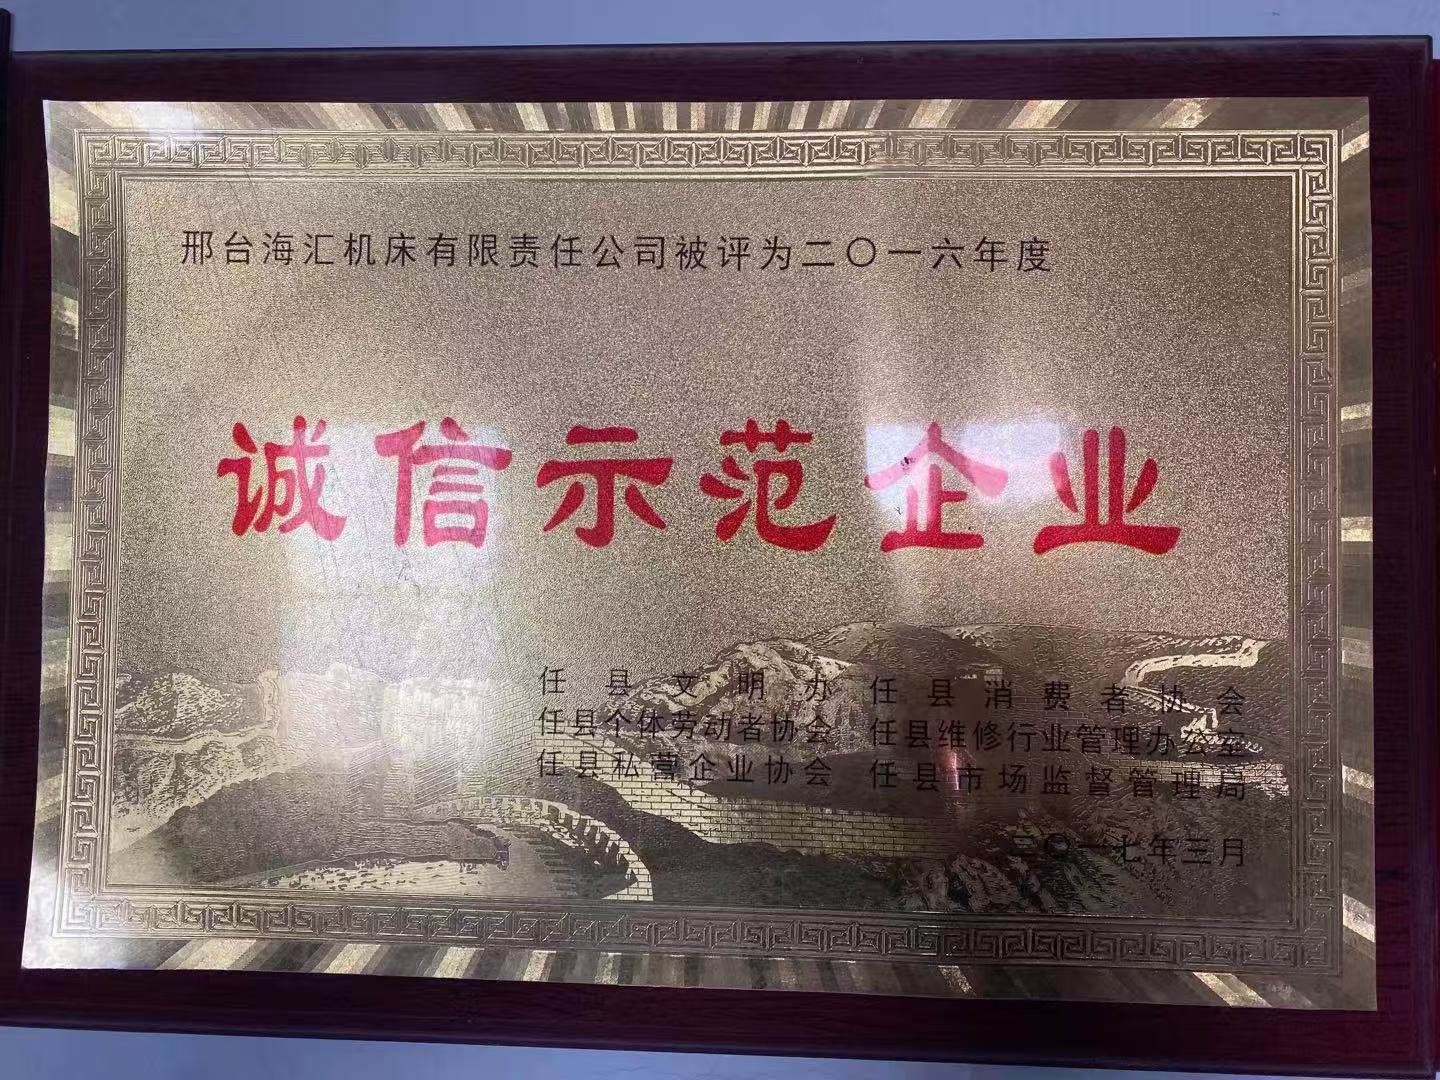 邢台海汇机床有限责任公司被评为二〇一六年度
诚信示范企业
任县文明办 任县消费者协会
任县个体劳动者协会 任县维修行业管理办公室
任县私营企业协会 任县市场监督管理局
二〇一七年三月